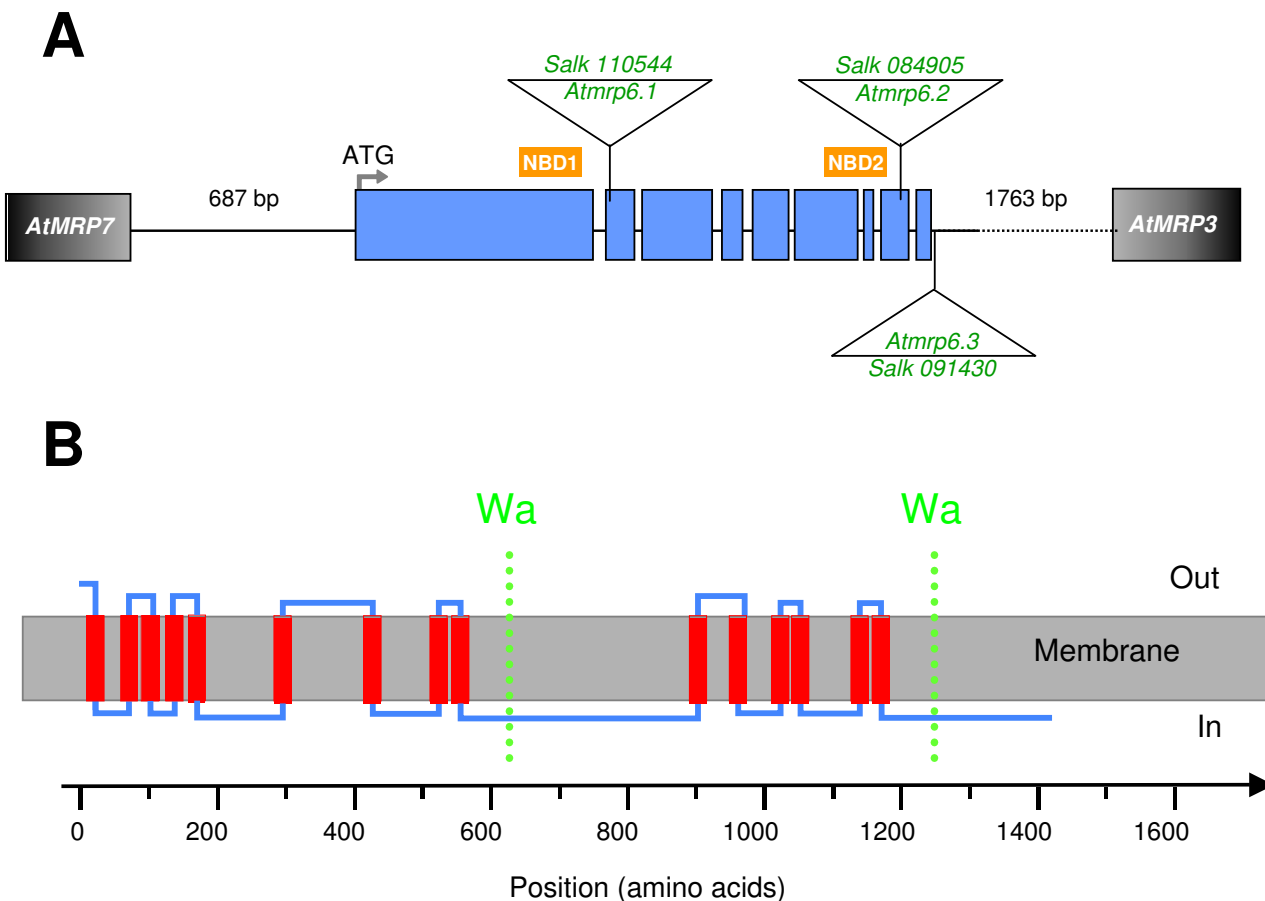 A
Salk 110544
Atmrp6.1
Salk 084905
Atmrp6.2
NBD1
NBD2
ATG
687 bp
1763 bp
AtMRP7
AtMRP3
Atmrp6.3
Salk 091430
B
Wa
Wa
Out
Membrane
In
0 200 400 600 800 1000 1200 1400 1600
Position (amino acids)